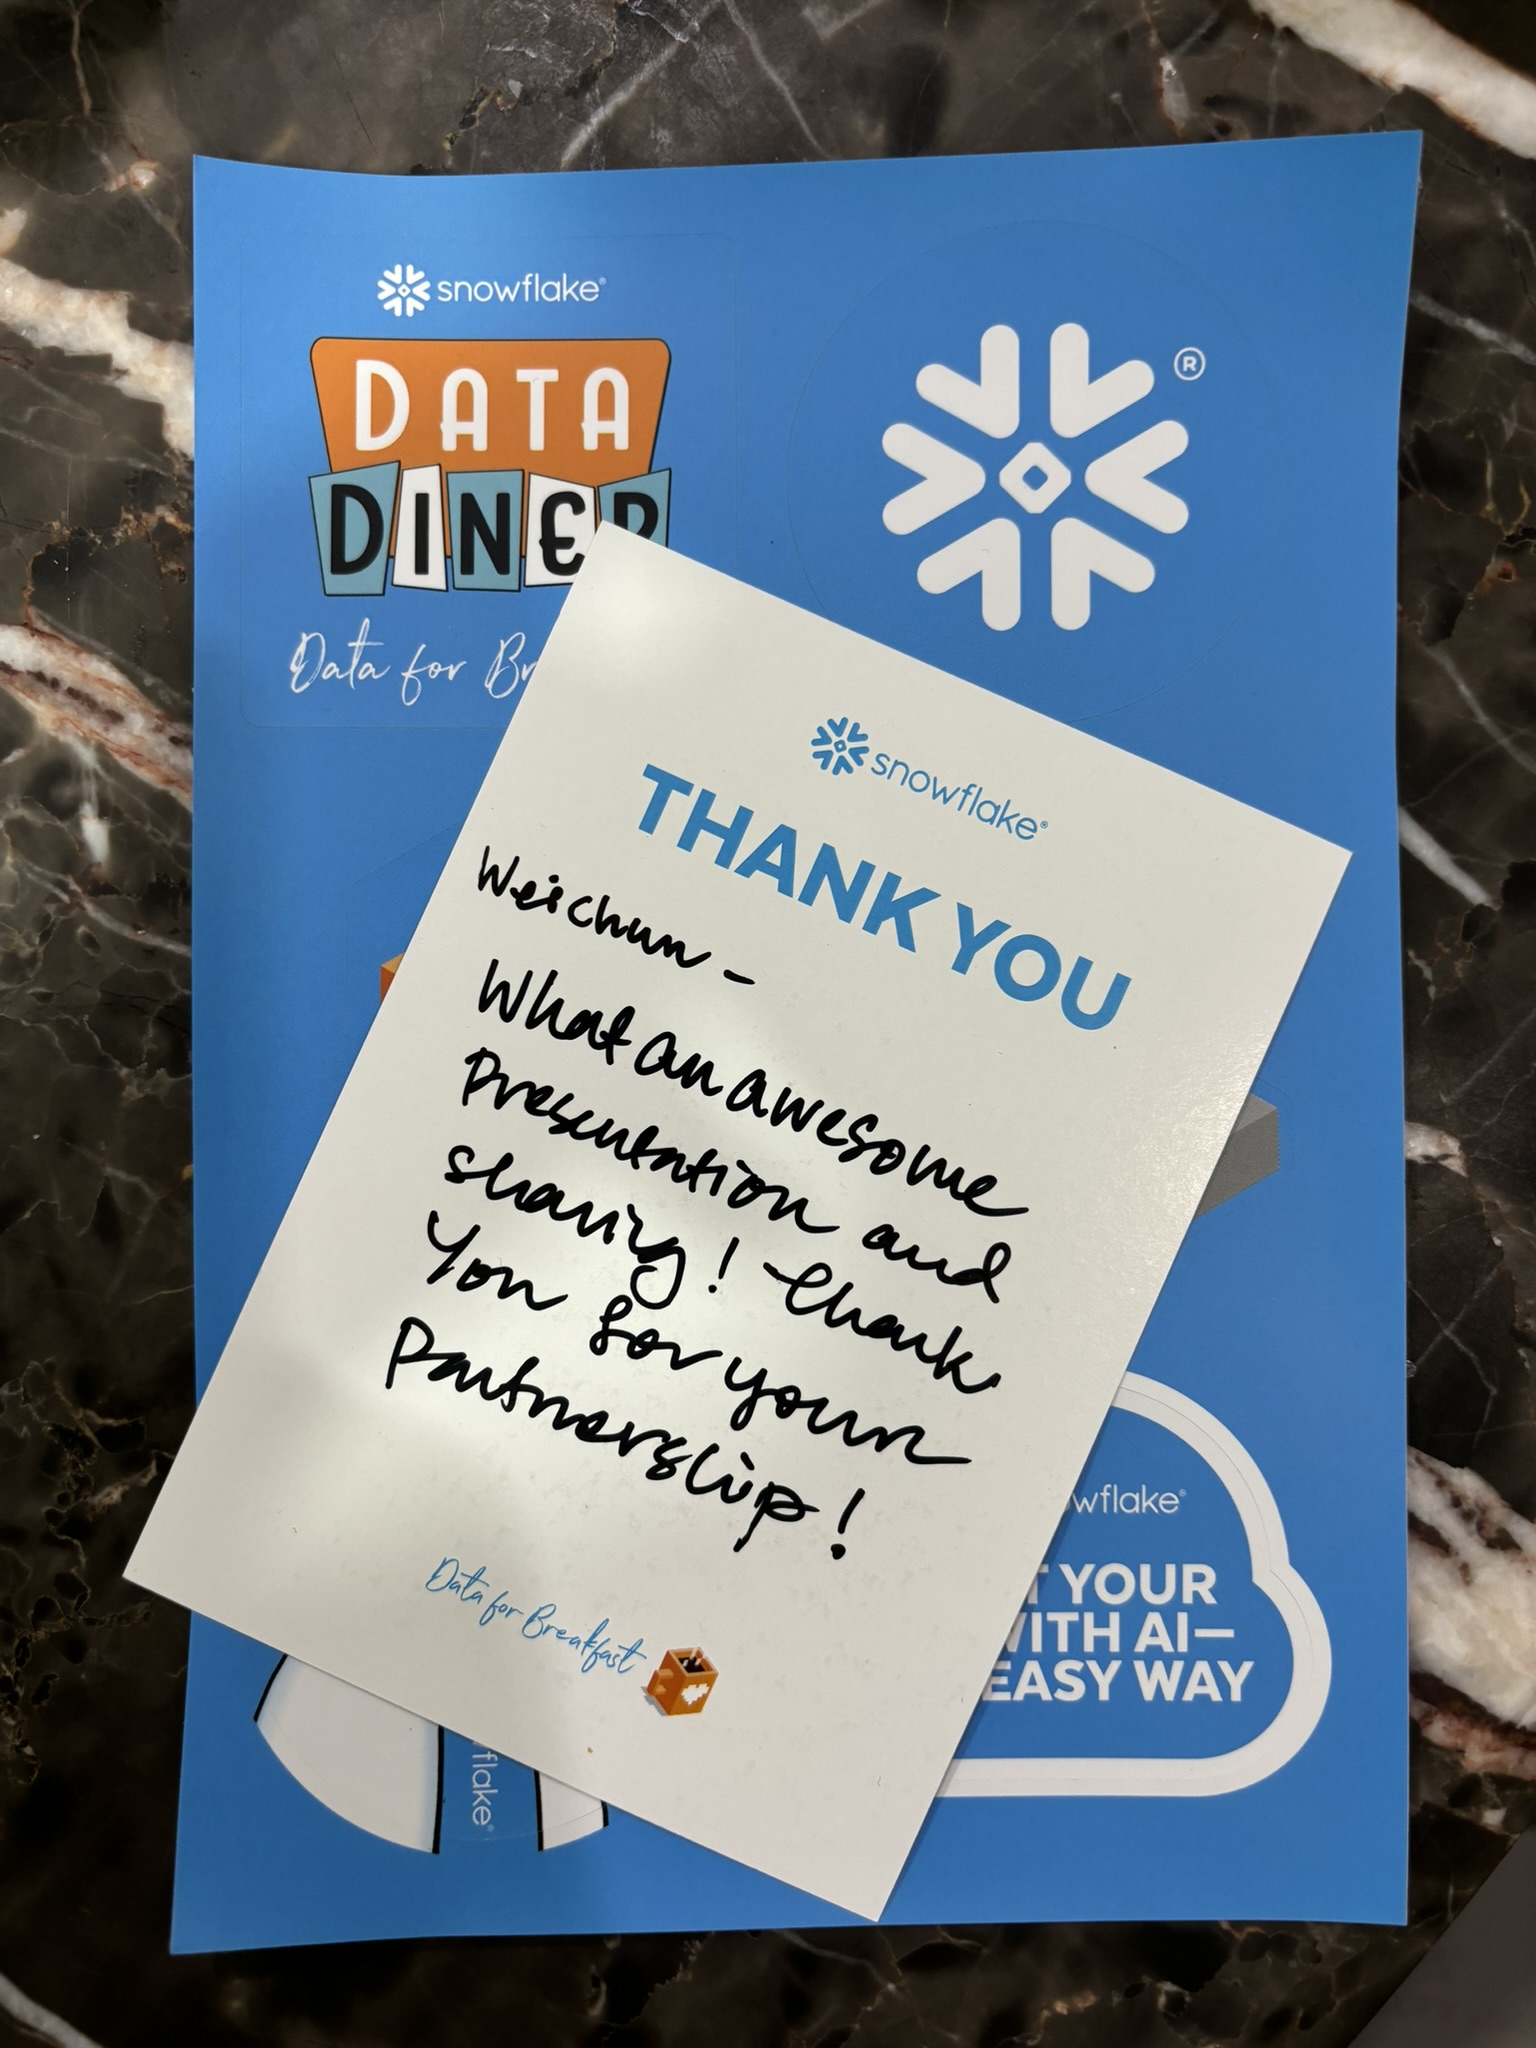 snowflake®
DATA
DINER
Data for Br
®
snowflake®
THANK YOU
Weichun -
What an awesome
Presentation and
sharing! Thank
You for your
Partnership!
Data for Breakfast
wflake®
T YOUR
WITH AI—
EASY WAY
flake®